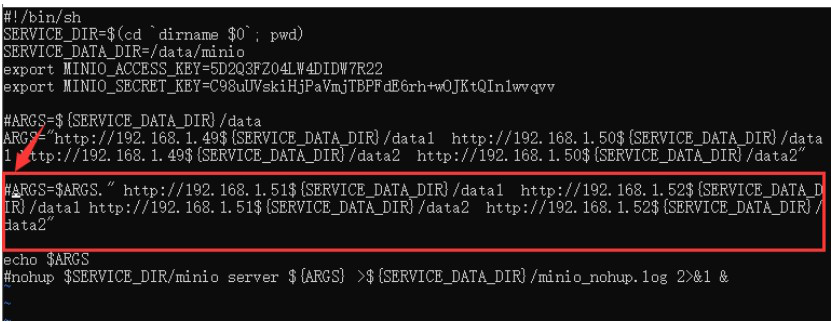 #!/bin/sh
SERVICE_DIR=$(cd `dirname $0`; pwd)
SERVICE_DATA_DIR=/data/minio
export MINIO_ACCESS_KEY=5D2Q3FZ04LW4DIDW7R22
export MINIO_SECRET_KEY=C98uUVskiHjPaVmjTBPFdE6rh+wOJKtQIn1wvqvv
#ARGS=${SERVICE_DATA_DIR}/data
ARGS="http://192.168.1.49${SERVICE_DATA_DIR}/data1  http://192.168.1.50${SERVICE_DATA_DIR}/data
1 http://192.168.1.49${SERVICE_DATA_DIR}/data2  http://192.168.1.50${SERVICE_DATA_DIR}/data2"
#ARGS=$ARGS." http://192.168.1.51${SERVICE_DATA_DIR}/data1  http://192.168.1.52${SERVICE_DATA_D
IR}/data1 http://192.168.1.51${SERVICE_DATA_DIR}/data2  http://192.168.1.52${SERVICE_DATA_DIR}/
data2"
echo $ARGS
#nohup $SERVICE_DIR/minio server ${ARGS} >${SERVICE_DATA_DIR}/minio_nohup.log 2>&1 &
~
~
~